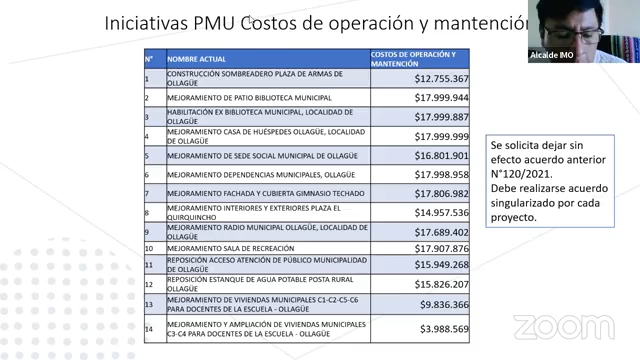 Iniciativas PMU Costos de operación y mantención
Alcalde IMO
N° NOMBRE ACTUAL COSTOS DE OPERACIÓN Y
MANTENCIÓN
1 CONSTRUCCIÓN SOMBREADERO PLAZA DE ARMAS DE
OLLAGÜE $12.755.367
2 MEJORAMIENTO DE PATIO BIBLIOTECA MUNICIPAL $17.999.944
3 HABILITACIÓN EX BIBLIOTECA MUNICIPAL, LOCALIDAD DE
OLLAGÜE $17.999.887
4 MEJORAMIENTO CASA DE HUÉSPEDES OLLAGÜE, LOCALIDAD
DE OLLAGÜE $17.999.999
5 MEJORAMIENTO DE SEDE SOCIAL MUNICIPAL DE OLLAGÜE $16.801.901
6 MEJORAMIENTO DEPENDENCIAS MUNICIPALES, OLLAGÜE $17.998.958
7 MEJORAMIENTO FACHADA Y CUBIERTA GIMNASIO TECHADO $17.806.982
8 MEJORAMIENTO INTERIORES Y EXTERIORES PLAZA EL
QUIRQUINCHO $14.957.536
9 MEJORAMIENTO RADIO MUNICIPAL OLLAGÜE, LOCALIDAD DE
OLLAGÜE $17.689.402
10 MEJORAMIENTO SALA DE RECREACIÓN $17.907.876
11 REPOSICIÓN ACCESO ATENCIÓN DE PÚBLICO MUNICIPALIDAD
DE OLLAGÜE $15.949.268
12 REPOSICIÓN ESTANQUE DE AGUA POTABLE POSTA RURAL
OLLAGÜE $15.826.207
13 MEJORAMIENTO DE VIVIENDAS MUNICIPALES C1-C2-C5-C6
PARA DOCENTES DE LA ESCUELA - OLLAGÜE $9.836.366
14 MEJORAMIENTO Y AMPLIACIÓN DE VIVIENDAS MUNICIPALES
C3-C4 PARA DOCENTES DE LA ESCUELA - OLLAGÜE $3.988.569
Se solicita dejar sin
efecto acuerdo anterior
N°120/2021.
Debe realizarse acuerdo
singularizado por cada
proyecto.
zoom